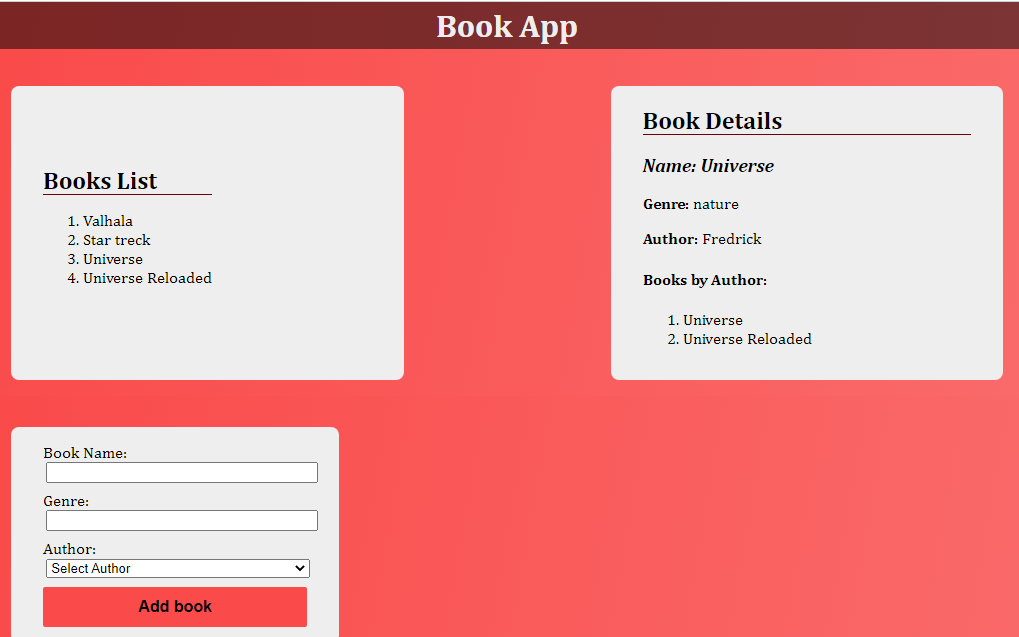 Book App
Books List
1. Valhala
2. Star treck
3. Universe
4. Universe Reloaded
Book Details
Name: Universe
Genre: nature
Author: Fredrick
Books by Author:
1. Universe
2. Universe Reloaded
Book Name:
Genre:
Author:
Select Author
Add book